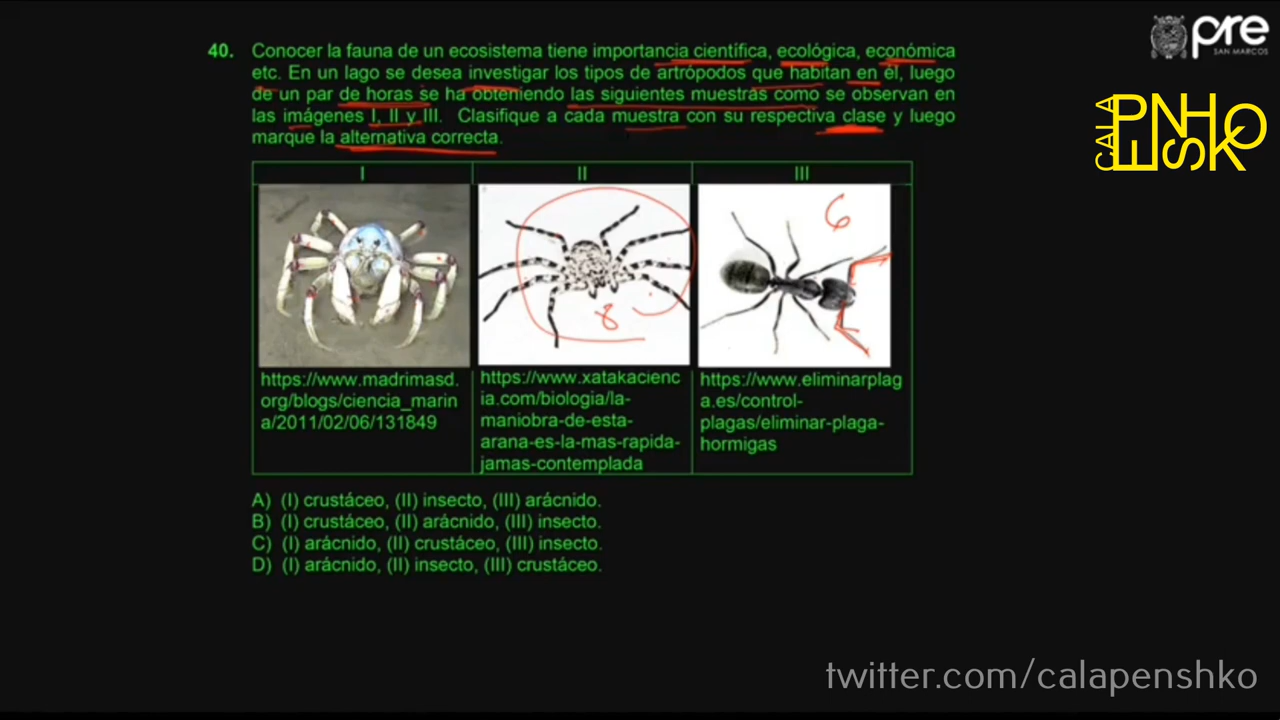 pre
SAN MARCOS
CALA
PNHO
ESK
40. Conocer la fauna de un ecosistema tiene importancia científica, ecológica, económica
etc. En un lago se desea investigar los tipos de artrópodos que habitan en él, luego
de un par de horas se ha obteniendo las siguientes muestras como se observan en
las imágenes I, II y III. Clasifique a cada muestra con su respectiva clase y luego
marque la alternativa correcta.
I II III
6
8
https://www.madrimasd.
org/blogs/ciencia_marin
a/2011/02/06/131849
https://www.xatakacienc
ia.com/biologia/la-
maniobra-de-esta-
arana-es-la-mas-rapida-
jamas-contemplada
https://www.eliminarplag
a.es/control-
plagas/eliminar-plaga-
hormigas
A) (I) crustáceo, (II) insecto, (III) arácnido.
B) (I) crustáceo, (II) arácnido, (III) insecto.
C) (I) arácnido, (II) crustáceo, (III) insecto.
D) (I) arácnido, (II) insecto, (III) crustáceo.
twitter.com/calapenshko